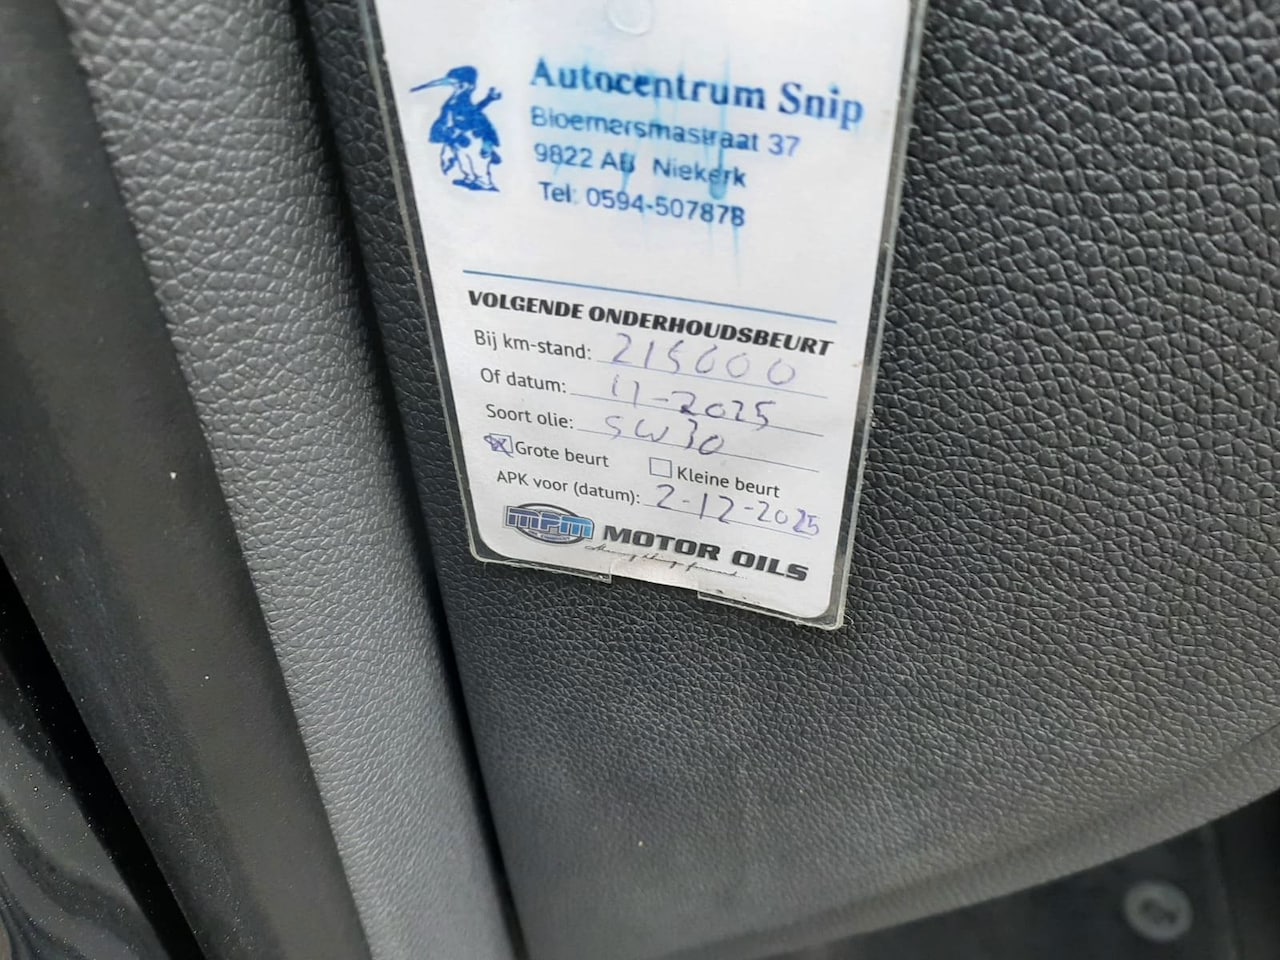 Autocentrum Snip
Bloemersmastraat 37
9822 AB Niekerk
Tel: 0594-507878
VOLGENDE ONDERHOUDSBEURT
Bij km-stand: 215000
Of datum: 11-2025
Soort olie: 5W30
Grote beurt Kleine beurt
APK voor (datum): 2-12-2025
MPM MOTOR OILS